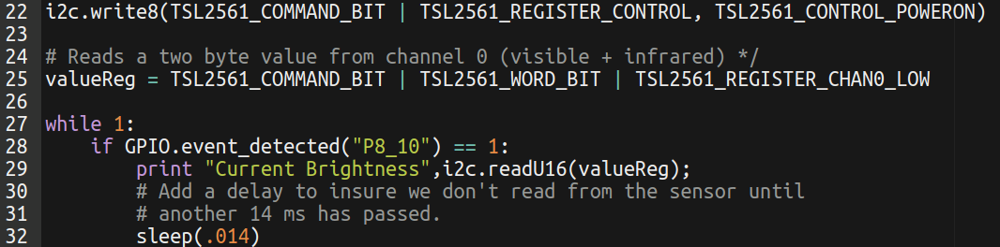 22 i2c.write8(TSL2561_COMMAND_BIT | TSL2561_REGISTER_CONTROL, TSL2561_CONTROL_POWERON)
23
24 # Reads a two byte value from channel 0 (visible + infrared) */
25 valueReg = TSL2561_COMMAND_BIT | TSL2561_WORD_BIT | TSL2561_REGISTER_CHAN0_LOW
26
27 while 1:
28     if GPIO.event_detected("P8_10") == 1:
29         print "Current Brightness",i2c.readU16(valueReg);
30         # Add a delay to insure we don't read from the sensor until
31         # another 14 ms has passed.
32         sleep(.014)